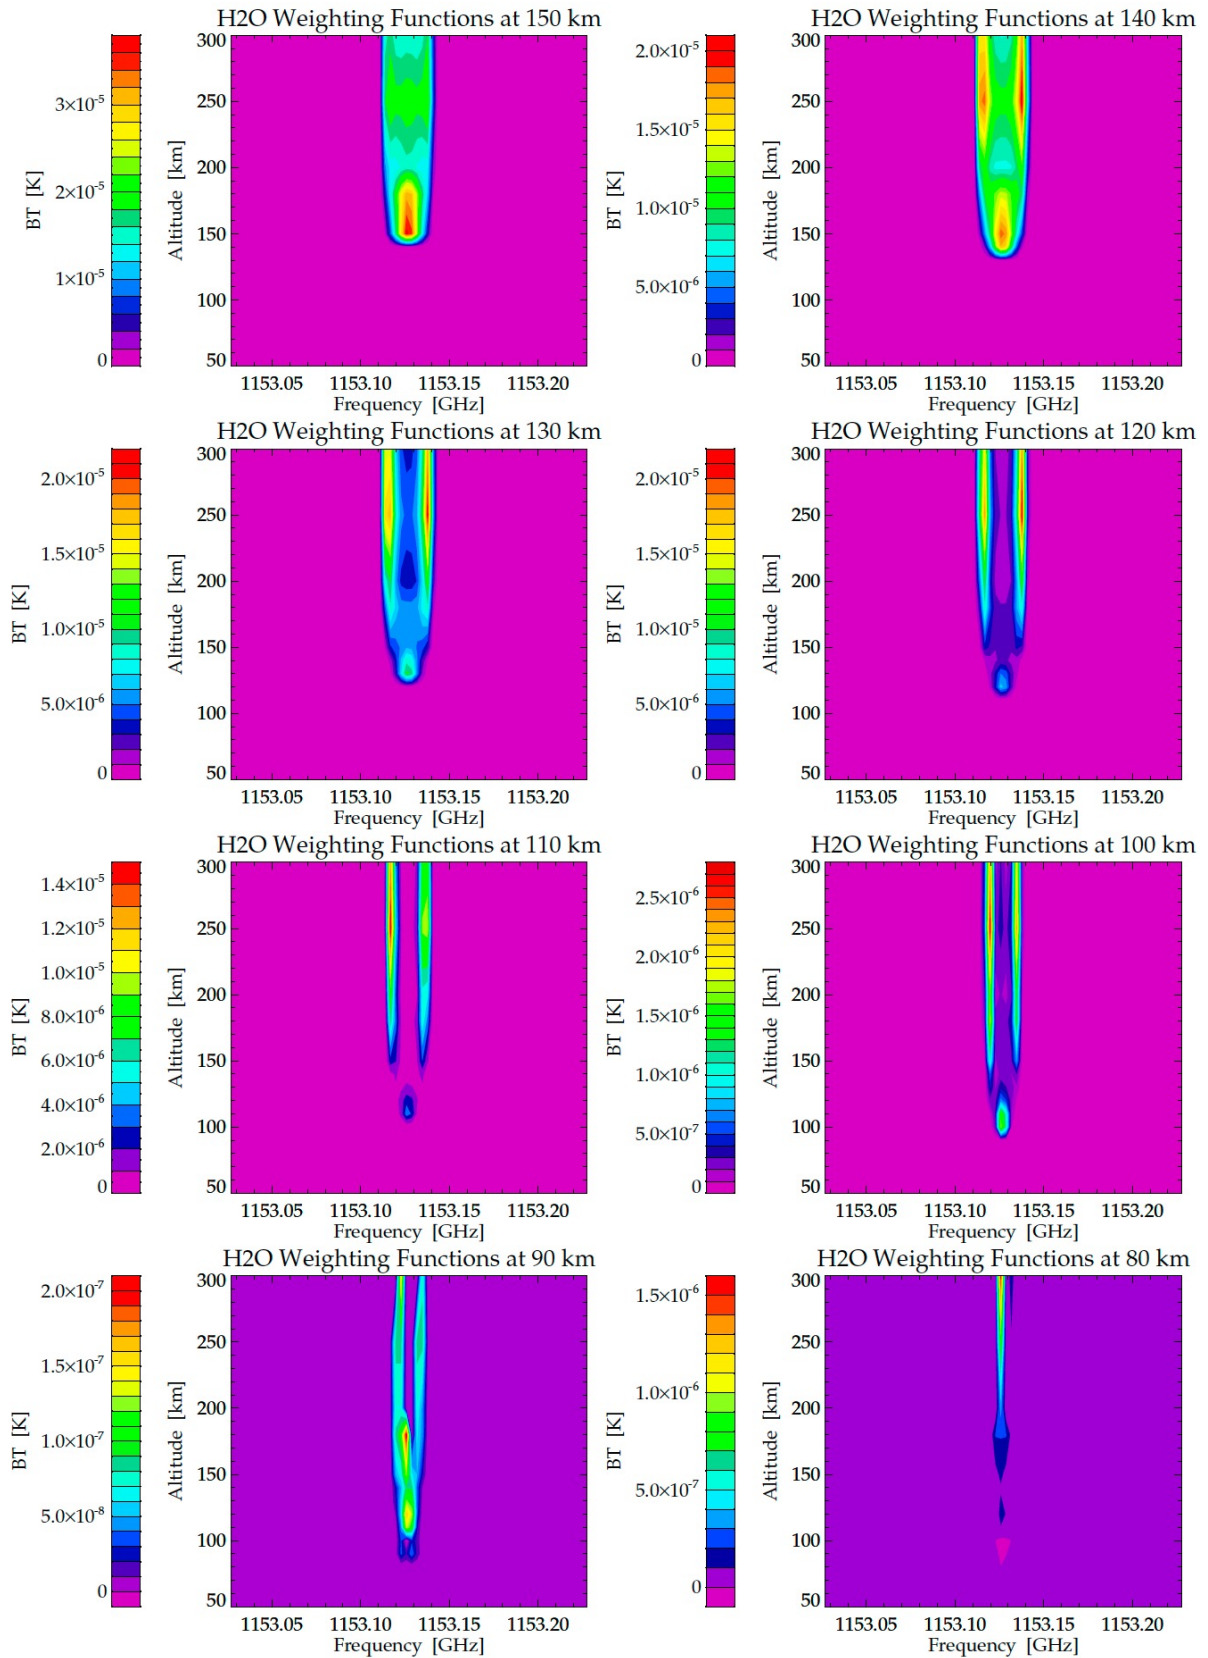 H2O Weighting Functions at 150 km
BT [K]
3×10⁻⁵
2×10⁻⁵
1×10⁻⁵
0
Altitude [km]
300
250
200
150
100
50
1153.05 1153.10 1153.15 1153.20
Frequency [GHz]
H2O Weighting Functions at 140 km
BT [K]
2.0×10⁻⁵
1.5×10⁻⁵
1.0×10⁻⁵
5.0×10⁻⁶
0
Altitude [km]
300
250
200
150
100
50
1153.05 1153.10 1153.15 1153.20
Frequency [GHz]
H2O Weighting Functions at 130 km
BT [K]
2.0×10⁻⁵
1.5×10⁻⁵
1.0×10⁻⁵
5.0×10⁻⁶
0
Altitude [km]
300
250
200
150
100
50
1153.05 1153.10 1153.15 1153.20
Frequency [GHz]
H2O Weighting Functions at 120 km
BT [K]
2.0×10⁻⁵
1.5×10⁻⁵
1.0×10⁻⁵
5.0×10⁻⁶
0
Altitude [km]
300
250
200
150
100
50
1153.05 1153.10 1153.15 1153.20
Frequency [GHz]
H2O Weighting Functions at 110 km
BT [K]
1.4×10⁻⁵
1.2×10⁻⁵
1.0×10⁻⁵
8.0×10⁻⁶
6.0×10⁻⁶
4.0×10⁻⁶
2.0×10⁻⁶
0
Altitude [km]
300
250
200
150
100
50
1153.05 1153.10 1153.15 1153.20
Frequency [GHz]
H2O Weighting Functions at 100 km
BT [K]
2.5×10⁻⁶
2.0×10⁻⁶
1.5×10⁻⁶
1.0×10⁻⁶
5.0×10⁻⁷
0
Altitude [km]
300
250
200
150
100
50
1153.05 1153.10 1153.15 1153.20
Frequency [GHz]
H2O Weighting Functions at 90 km
BT [K]
2.0×10⁻⁷
1.5×10⁻⁷
1.0×10⁻⁷
5.0×10⁻⁸
0
Altitude [km]
300
250
200
150
100
50
1153.05 1153.10 1153.15 1153.20
Frequency [GHz]
H2O Weighting Functions at 80 km
BT [K]
1.5×10⁻⁶
1.0×10⁻⁶
5.0×10⁻⁷
0
Altitude [km]
300
250
200
150
100
50
1153.05 1153.10 1153.15 1153.20
Frequency [GHz]